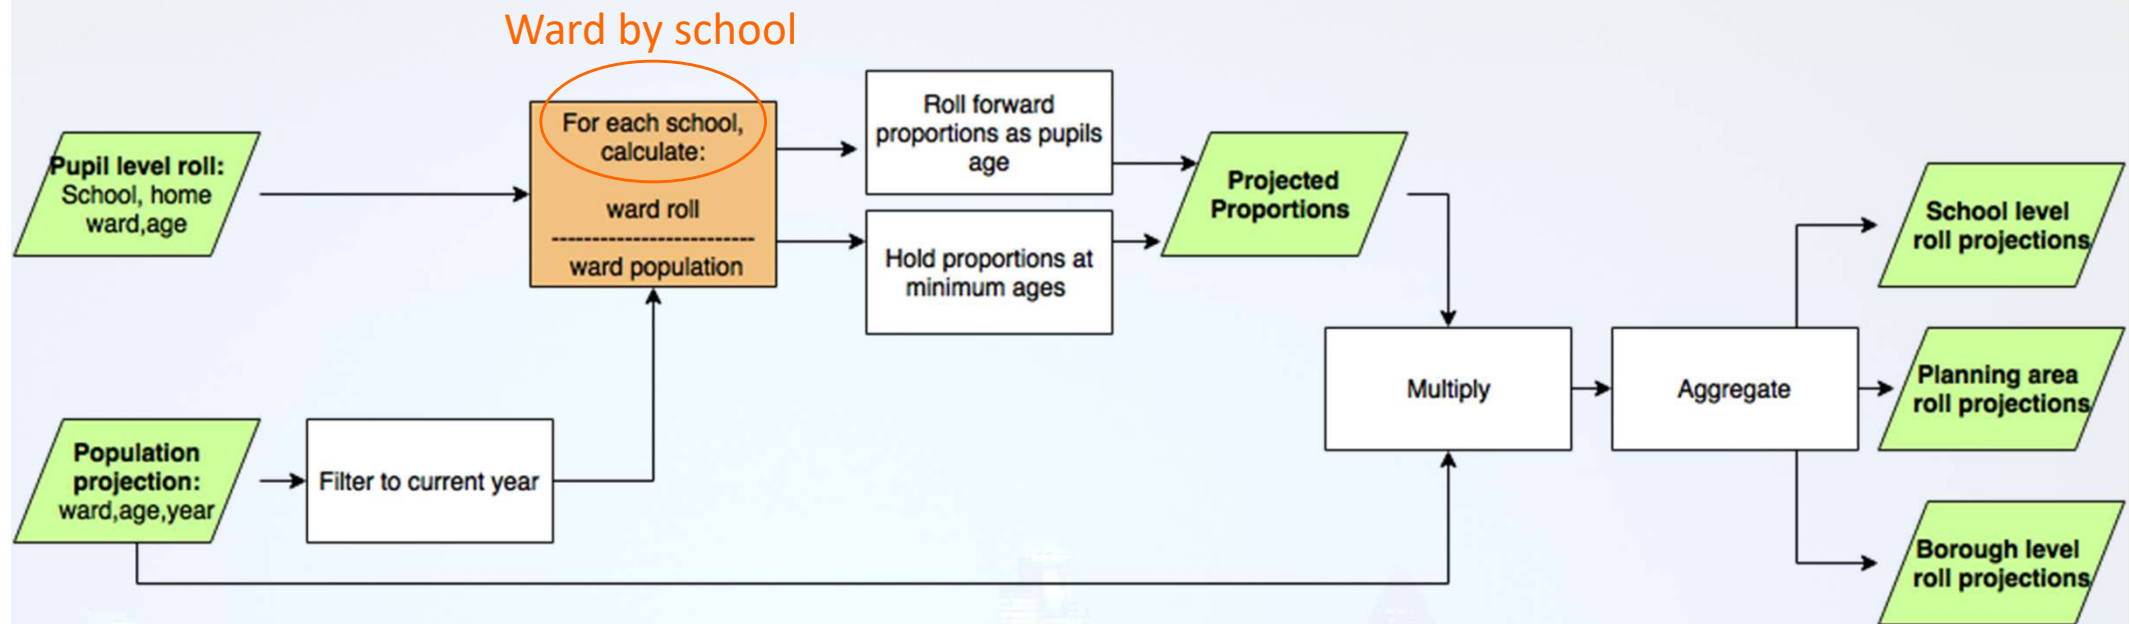 Ward by school
Pupil level roll:
School, home
ward,age
For each school,
calculate:
ward roll
-------------------------
ward population
Roll forward
proportions as pupils
age
Hold proportions at
minimum ages
Projected
Proportions
Population
projection:
ward,age,year
Filter to current year
Multiply
Aggregate
School level
roll projections
Planning area
roll projections
Borough level
roll projections